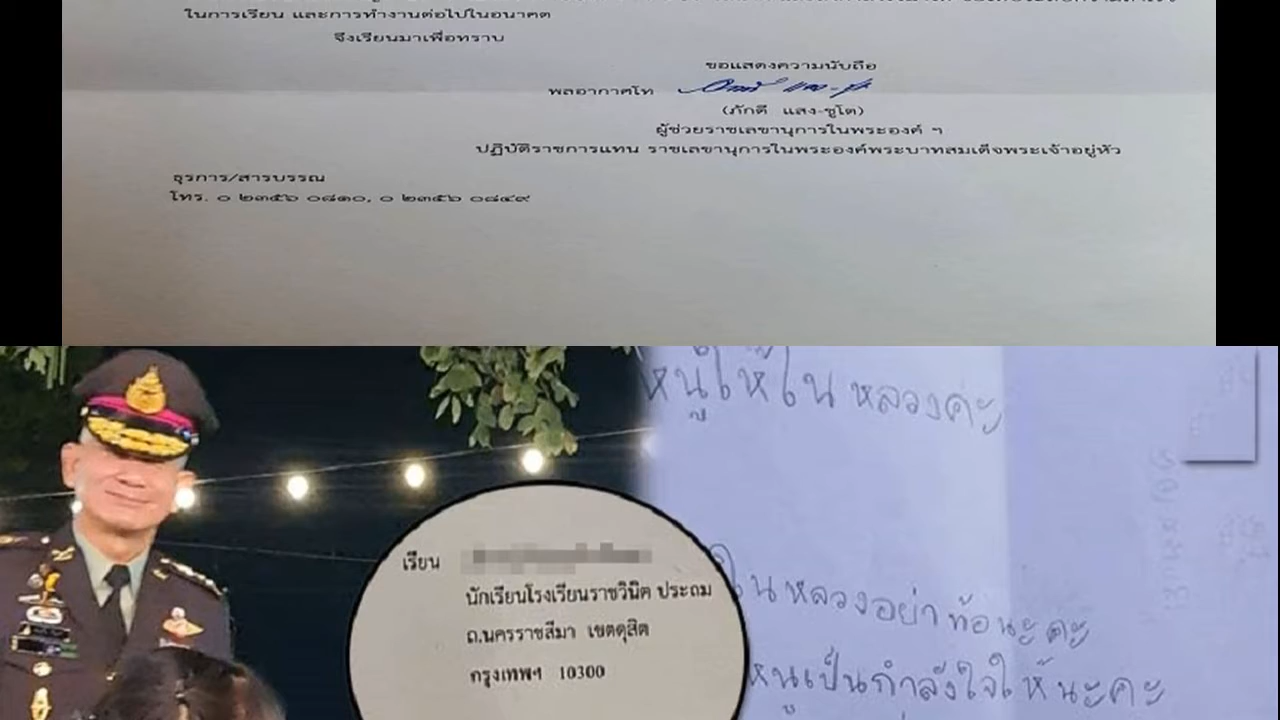 ในการเรียน และการทำงานต่อไปในอนาคต
จึงเรียนมาเพื่อทราบ
ขอแสดงความนับถือ
พลอากาศโท
(ภักดี แสง-ชูโต)
ผู้ช่วยราชเลขานุการในพระองค์ ฯ
ปฏิบัติราชการแทน ราชเลขานุการในพระองค์พระบาทสมเด็จพระเจ้าอยู่หัว
ธุรการ/สารบรรณ
โทร. ๐ ๒๓๕๖ ๐๘๑๐, ๐ ๒๓๕๖ ๐๘๔๙
หนูให้ใน หลวงค่ะ
เรียน
นักเรียนโรงเรียนราชวินิต ประถม
ถ.นครราชสีมา เขตดุสิต
กรุงเทพฯ 10300
ในหลวงอย่าท้อนะคะ
หนูเป็นกำลังใจให้นะคะ